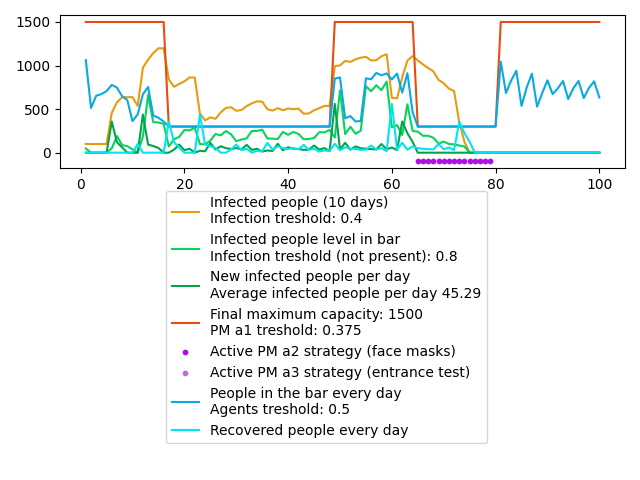 1500
1000
500
0
0 20 40 60 80 100
Infected people (10 days)
Infection treshold: 0.4
Infected people level in bar
Infection treshold (not present): 0.8
New infected people per day
Average infected people per day 45.29
Final maximum capacity: 1500
PM a1 treshold: 0.375
Active PM a2 strategy (face masks)
Active PM a3 strategy (entrance test)
People in the bar every day
Agents treshold: 0.5
Recovered people every day